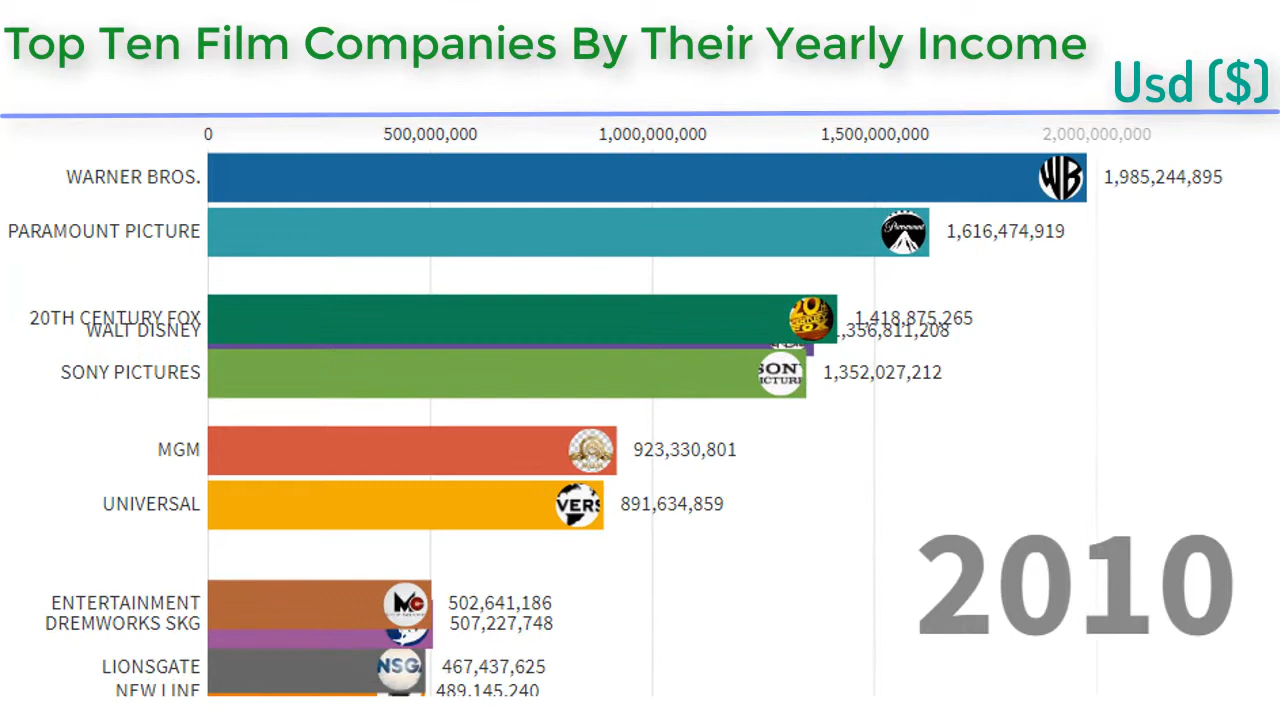 Top Ten Film Companies By Their Yearly Income
Usd ($)
0 500,000,000 1,000,000,000 1,500,000,000 2,000,000,000
WARNER BROS. 1,985,244,895
PARAMOUNT PICTURE 1,616,474,919
20TH CENTURY FOX 1,418,875,265
WALT DISNEY 1,356,811,208
SONY PICTURES 1,352,027,212
MGM 923,330,801
UNIVERSAL 891,634,859
ENTERTAINMENT 502,641,186
DREMWORKS SKG 507,227,748
LIONSGATE 467,437,625
NEW LINE 489,145,240
2010